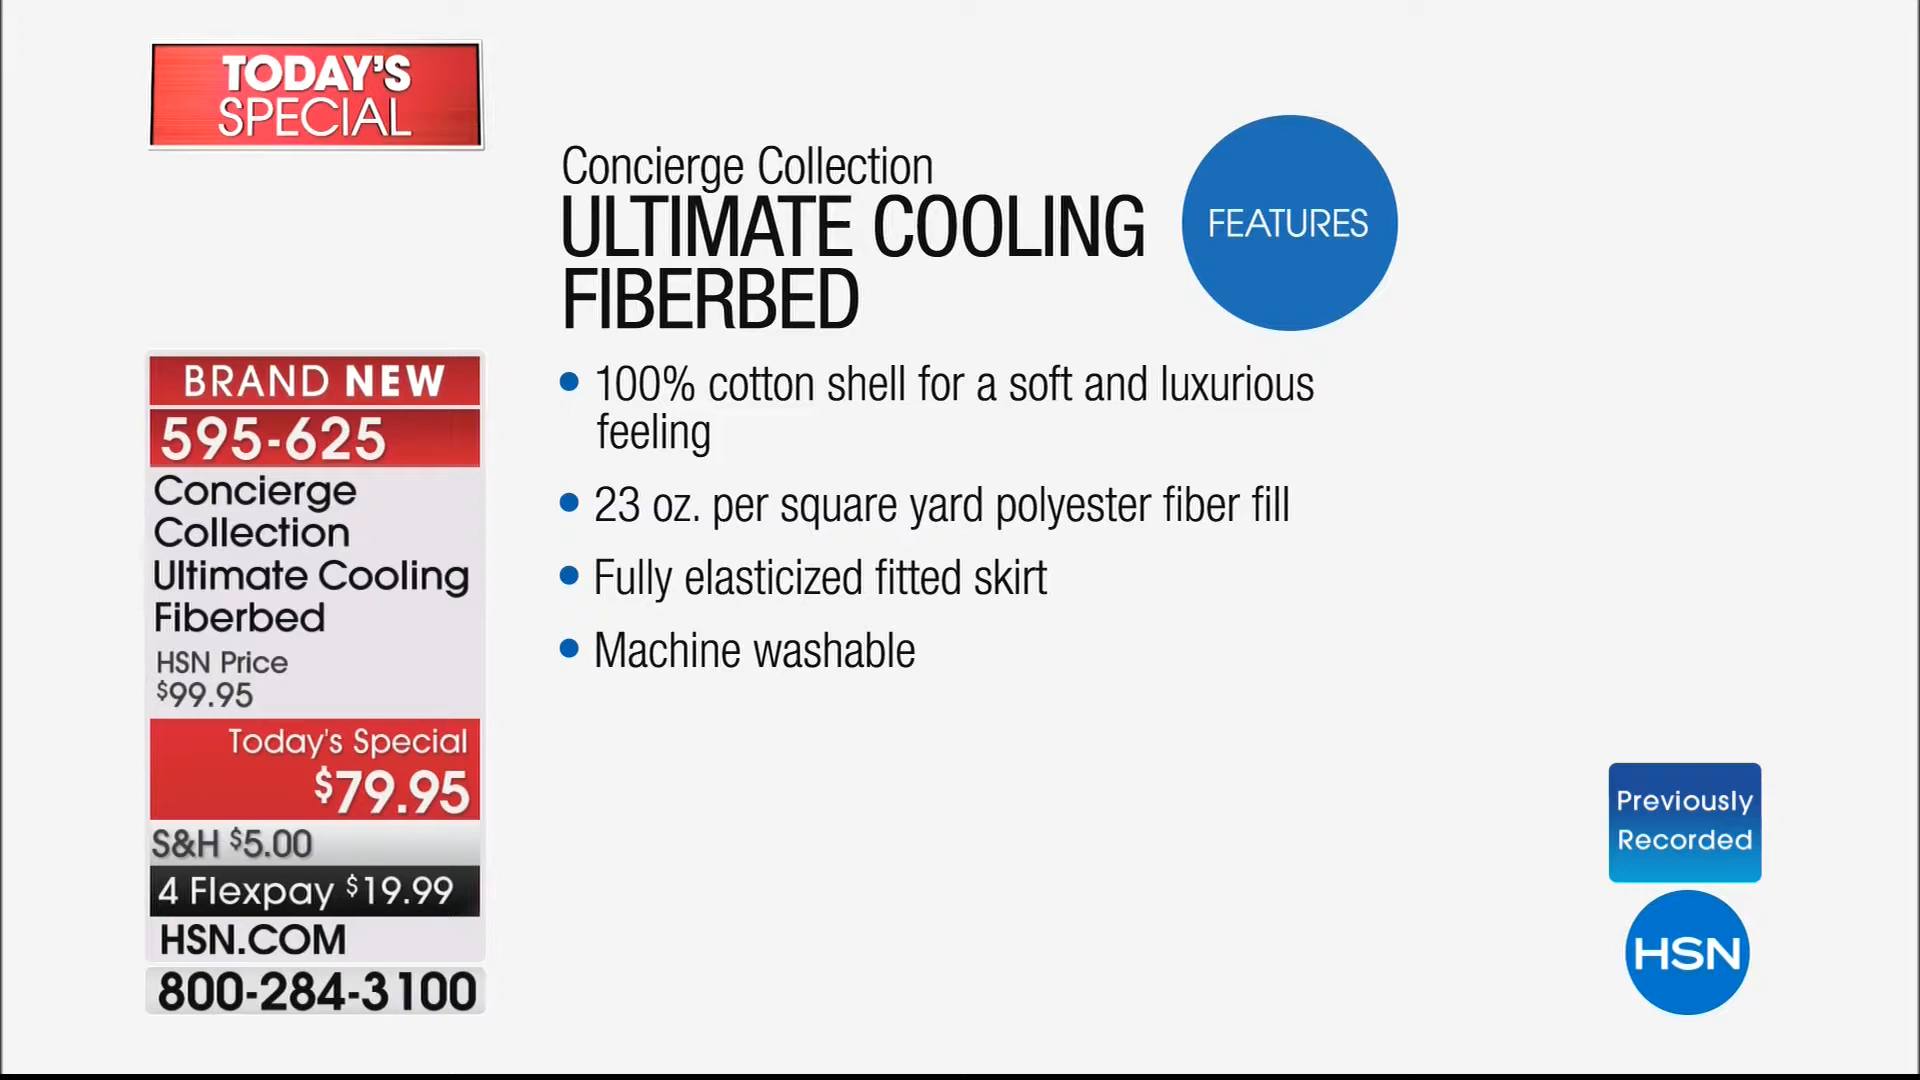 TODAY'S
SPECIAL
Concierge Collection
ULTIMATE COOLING
FIBERBED
FEATURES
• 100% cotton shell for a soft and luxurious
feeling
• 23 oz. per square yard polyester fiber fill
• Fully elasticized fitted skirt
• Machine washable
BRAND NEW
595-625
Concierge
Collection
Ultimate Cooling
Fiberbed
HSN Price
$99.95
Today's Special
$79.95
S&H $5.00
4 Flexpay $19.99
HSN.COM
800-284-3100
Previously
Recorded
HSN